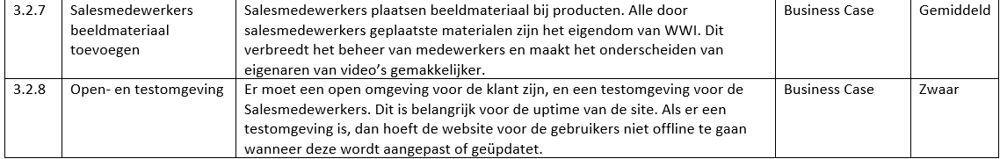 3.2.7 Salesmedewerkers Salesmedewerkers plaatsen beeldmateriaal bij producten. Alle door Business Case Gemiddeld
beeldmateriaal salesmedewerkers geplaatste materialen zijn het eigendom van WWI. Dit
toevoegen verbreedt het beheer van medewerkers en maakt het onderscheiden van
eigenaren van video’s gemakkelijker.
3.2.8 Open- en testomgeving Er moet een open omgeving voor de klant zijn, en een testomgeving voor de Business Case Zwaar
Salesmedewerkers. Dit is belangrijk voor de uptime van de site. Als er een
testomgeving is, dan hoeft de website voor de gebruikers niet offline te gaan
wanneer deze wordt aangepast of geüpdatet.